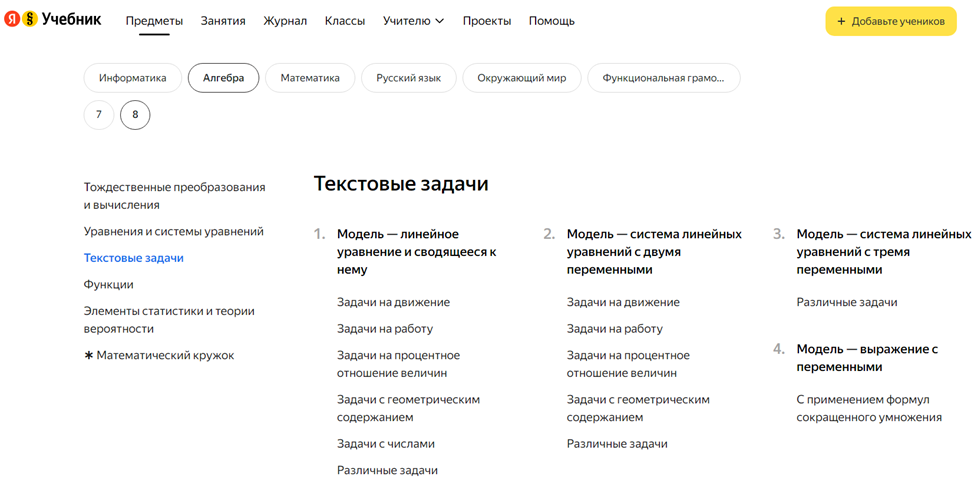 Я § Учебник
Предметы
Занятия
Журнал
Классы
Учителю
Проекты
Помощь
+ Добавьте учеников
Информатика
Алгебра
Математика
Русский язык
Окружающий мир
Функциональная грамо...
7
8
Тождественные преобразования
и вычисления
Уравнения и системы уравнений
Текстовые задачи
Функции
Элементы статистики и теории
вероятности
∗ Математический кружок
Текстовые задачи
1. Модель — линейное
уравнение и сводящееся к
нему
Задачи на движение
Задачи на работу
Задачи на процентное
отношение величин
Задачи с геометрическим
содержанием
Задачи с числами
Различные задачи
2. Модель — система линейных
уравнений с двумя
переменными
Задачи на движение
Задачи на работу
Задачи на процентное
отношение величин
Задачи с геометрическим
содержанием
Различные задачи
3. Модель — система линейных
уравнений с тремя
переменными
Различные задачи
4. Модель — выражение с
переменными
С применением формул
сокращенного умножения